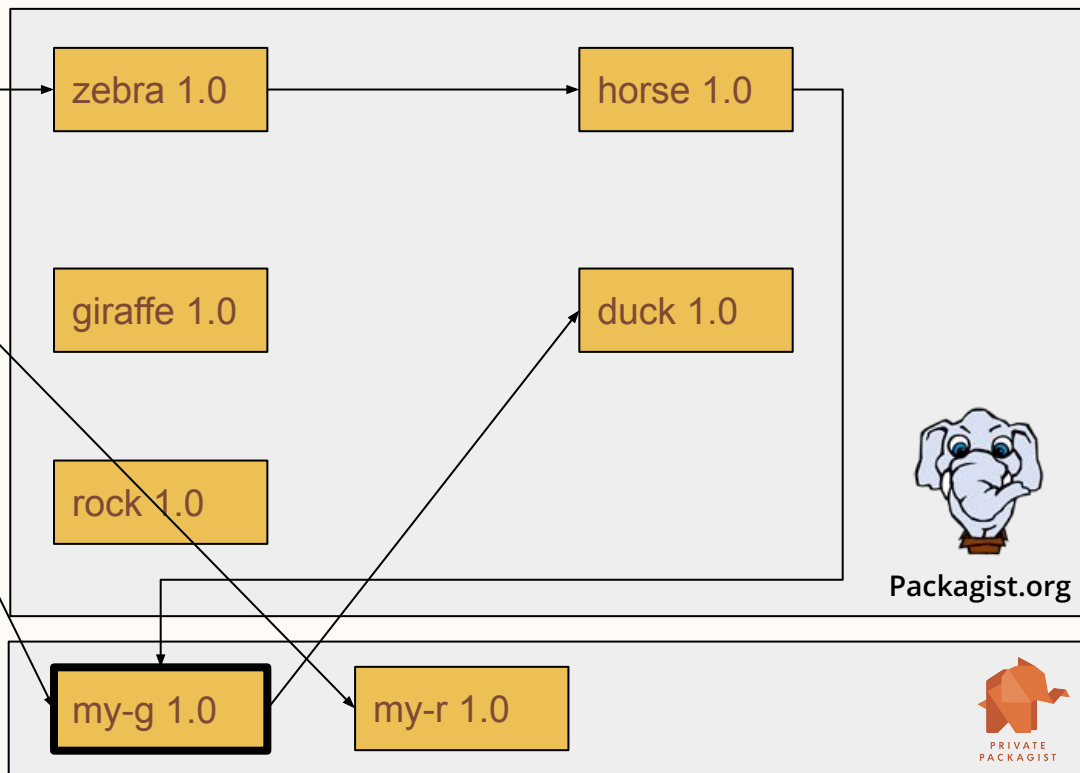 zebra 1.0
horse 1.0
giraffe 1.0
duck 1.0
rock 1.0
Packagist.org
my-g 1.0
my-r 1.0
PRIVATE
PACKAGIST